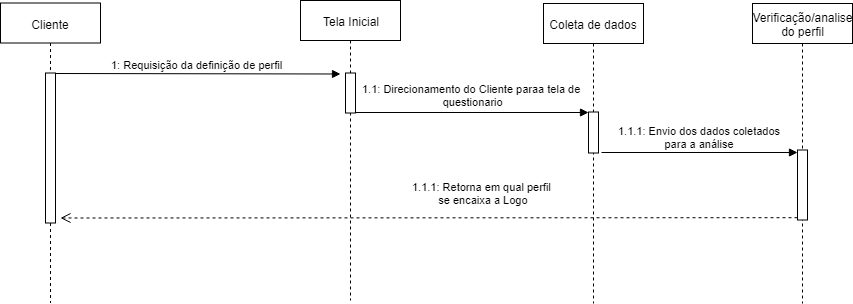 Cliente
Tela Inicial
Coleta de dados
Verificação/analise
do perfil
1: Requisição da definição de perfil
1.1: Direcionamento do Cliente paraa tela de
questionario
1.1.1: Envio dos dados coletados
para a análise
1.1.1: Retorna em qual perfil
se encaixa a Logo